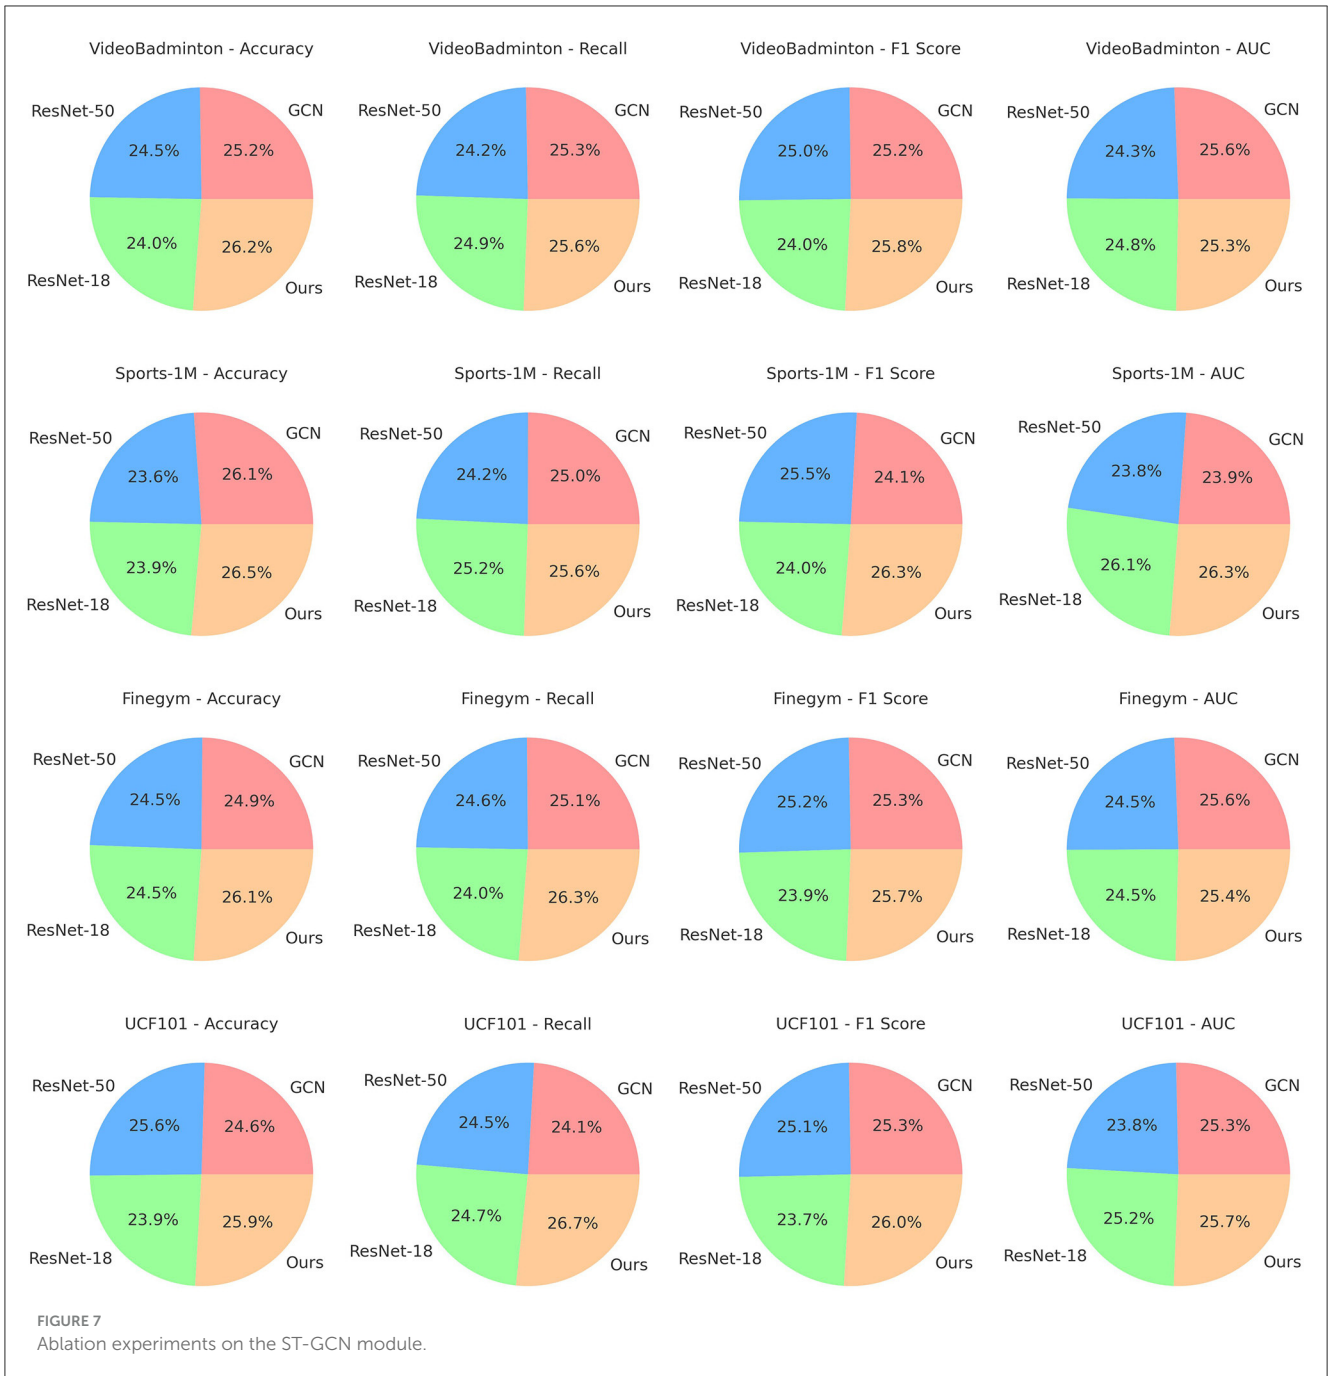 VideoBadminton - Accuracy
ResNet-50
GCN
24.5%
25.2%
24.0%
26.2%
ResNet-18
Ours
VideoBadminton - Recall
ResNet-50
GCN
24.2%
25.3%
24.9%
25.6%
ResNet-18
Ours
VideoBadminton - F1 Score
ResNet-50
GCN
25.0%
25.2%
24.0%
25.8%
ResNet-18
Ours
VideoBadminton - AUC
ResNet-50
GCN
24.3%
25.6%
24.8%
25.3%
ResNet-18
Ours
Sports-1M - Accuracy
ResNet-50
GCN
23.6%
26.1%
23.9%
26.5%
ResNet-18
Ours
Sports-1M - Recall
ResNet-50
GCN
24.2%
25.0%
25.2%
25.6%
ResNet-18
Ours
Sports-1M - F1 Score
ResNet-50
GCN
25.5%
24.1%
24.0%
26.3%
ResNet-18
Ours
Sports-1M - AUC
ResNet-50
GCN
23.8%
23.9%
26.1%
26.3%
ResNet-18
Ours
Finegym - Accuracy
ResNet-50
GCN
24.5%
24.9%
24.5%
26.1%
ResNet-18
Ours
Finegym - Recall
ResNet-50
GCN
24.6%
25.1%
24.0%
26.3%
ResNet-18
Ours
Finegym - F1 Score
ResNet-50
GCN
25.2%
25.3%
23.9%
25.7%
ResNet-18
Ours
Finegym - AUC
ResNet-50
GCN
24.5%
25.6%
24.5%
25.4%
ResNet-18
Ours
UCF101 - Accuracy
ResNet-50
GCN
25.6%
24.6%
23.9%
25.9%
ResNet-18
Ours
UCF101 - Recall
ResNet-50
GCN
24.5%
24.1%
24.7%
26.7%
ResNet-18
Ours
UCF101 - F1 Score
ResNet-50
GCN
25.1%
25.3%
23.7%
26.0%
ResNet-18
Ours
UCF101 - AUC
ResNet-50
GCN
23.8%
25.3%
25.2%
25.7%
ResNet-18
Ours
FIGURE 7
Ablation experiments on the ST-GCN module.